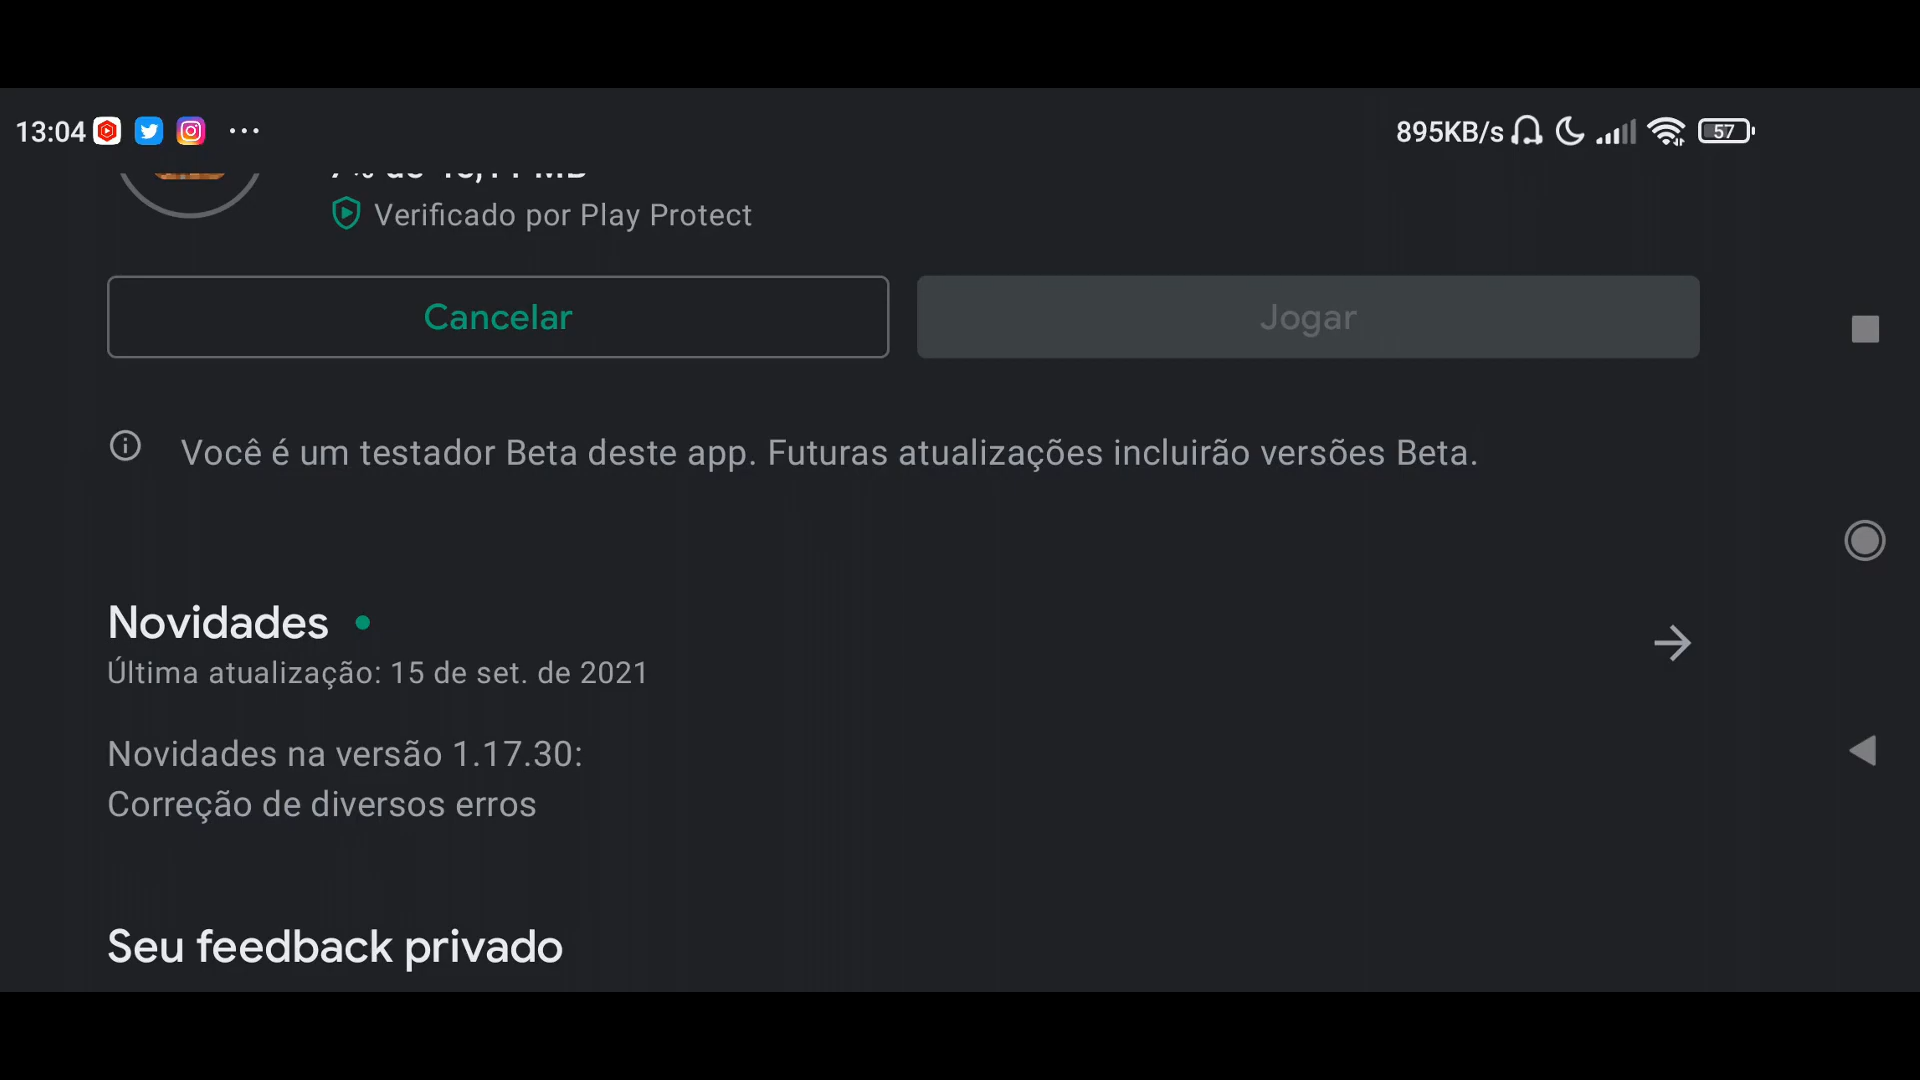 13:04
895KB/s
57
Verificado por Play Protect
Cancelar
Jogar
Você é um testador Beta deste app. Futuras atualizações incluirão versões Beta.
Novidades
Última atualização: 15 de set. de 2021
Novidades na versão 1.17.30:
Correção de diversos erros
Seu feedback privado